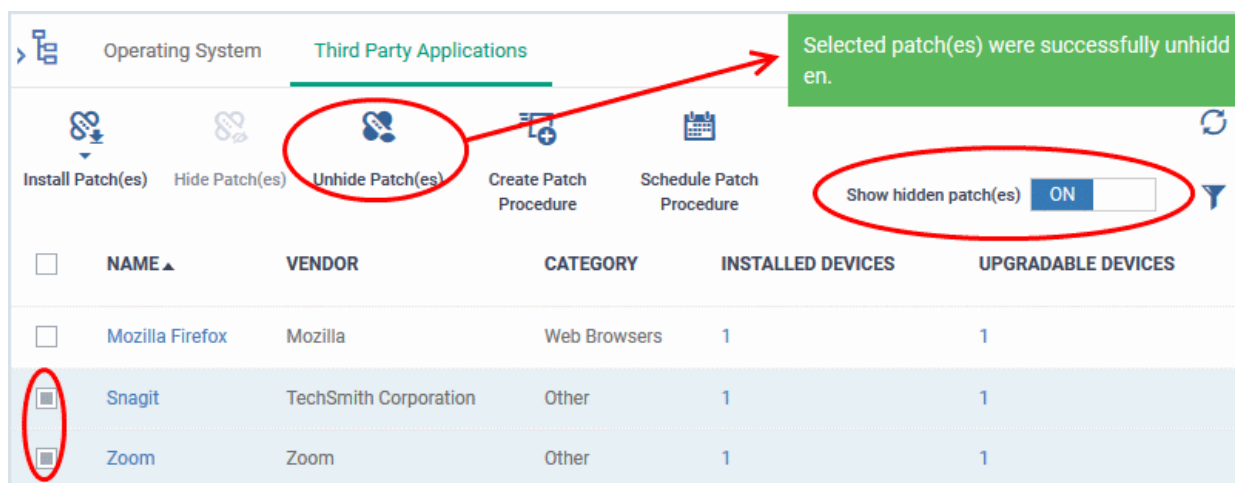 Operating System
Third Party Applications
Selected patch(es) were successfully unhidd
en.
Install Patch(es)
Hide Patch(es)
Unhide Patch(es)
Create Patch
Procedure
Schedule Patch
Procedure
Show hidden patch(es) ON
NAME VENDOR CATEGORY INSTALLED DEVICES UPGRADABLE DEVICES
Mozilla Firefox Mozilla Web Browsers 1 1
Snagit TechSmith Corporation Other 1 1
Zoom Zoom Other 1 1